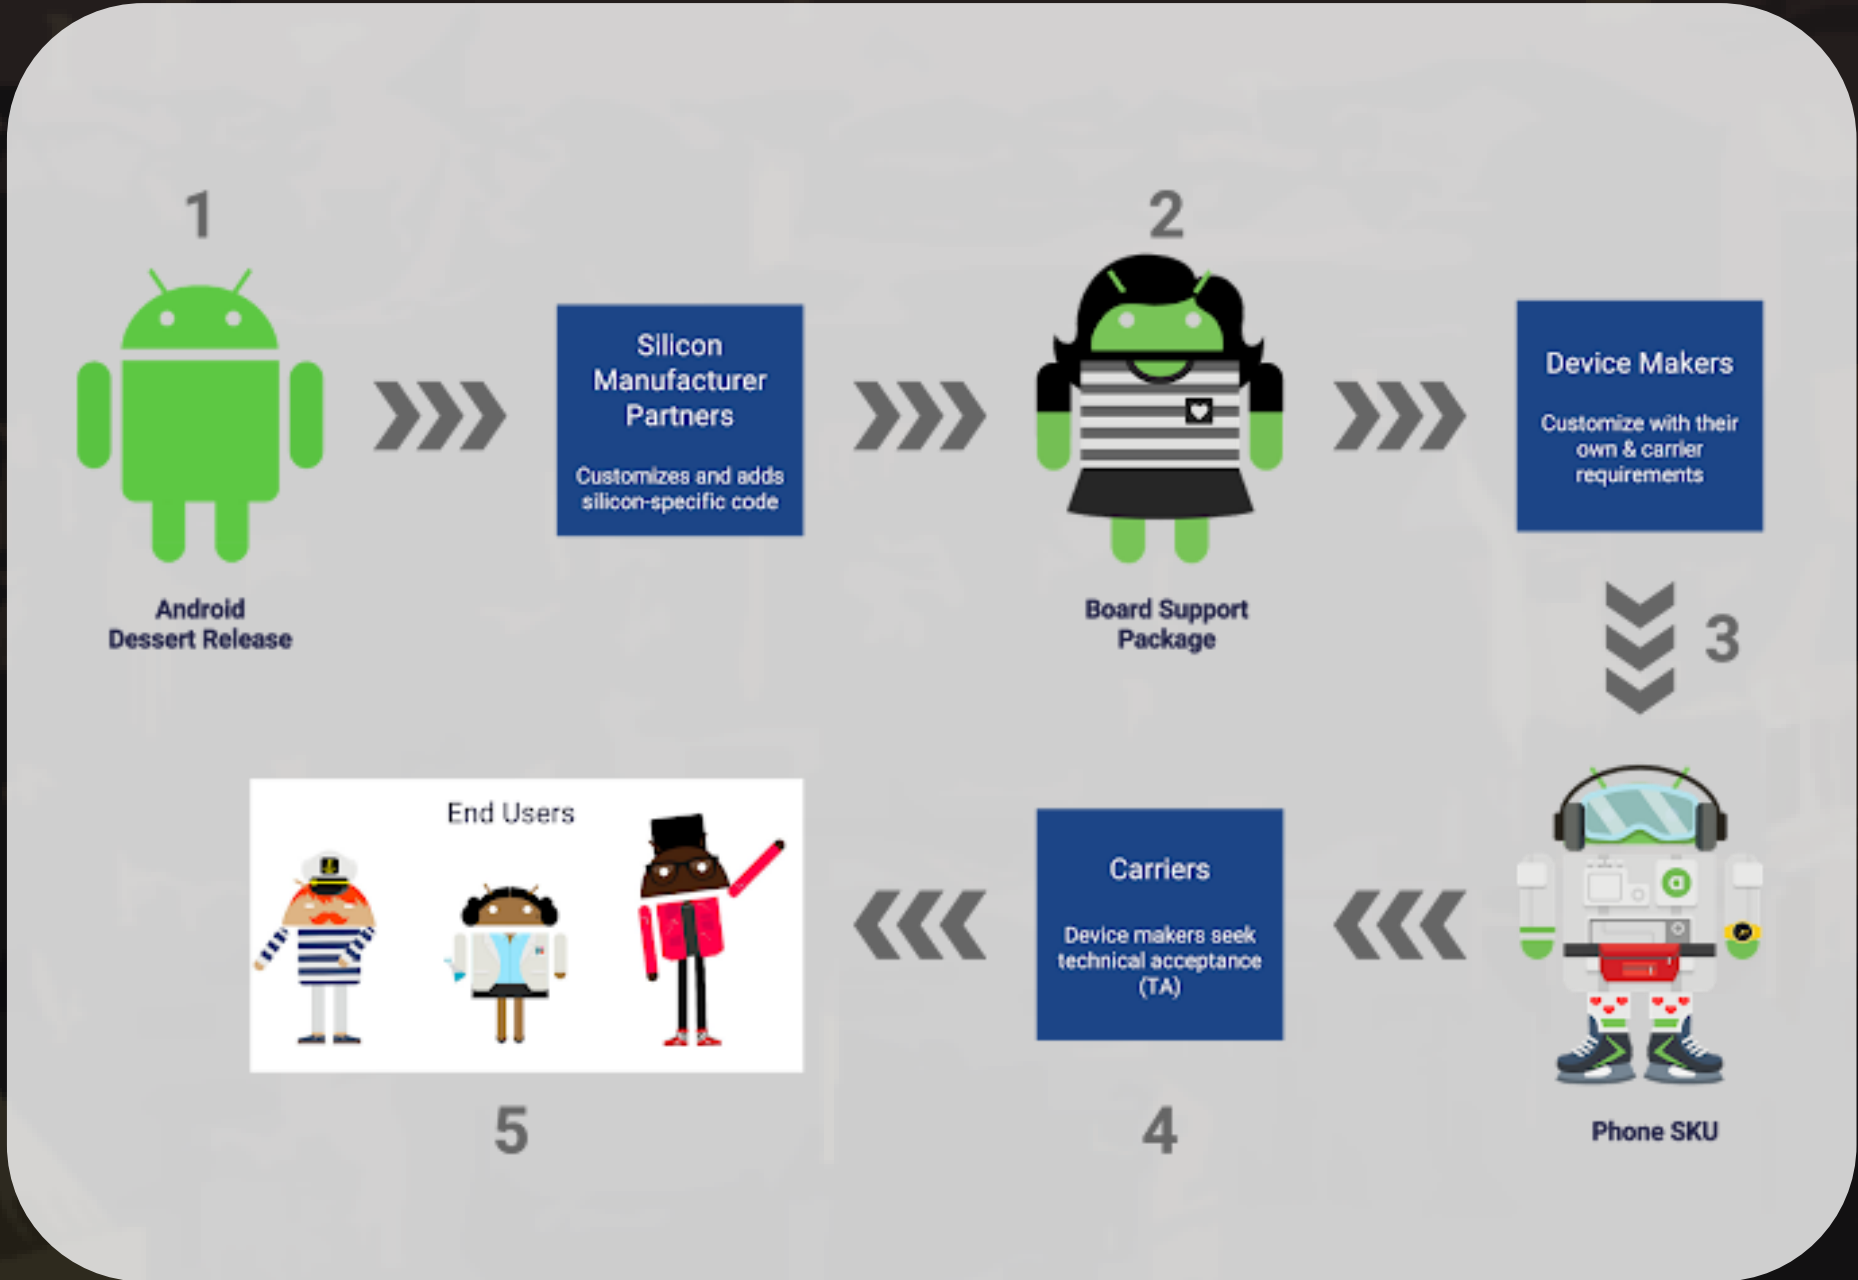 1
Android
Dessert Release
Silicon
Manufacturer
Partners
Customizes and adds
silicon-specific code
2
Board Support
Package
Device Makers
Customize with their
own & carrier
requirements
3
a
Phone SKU
Carriers
Device makers seek
technical acceptance
(TA)
4
End Users
5